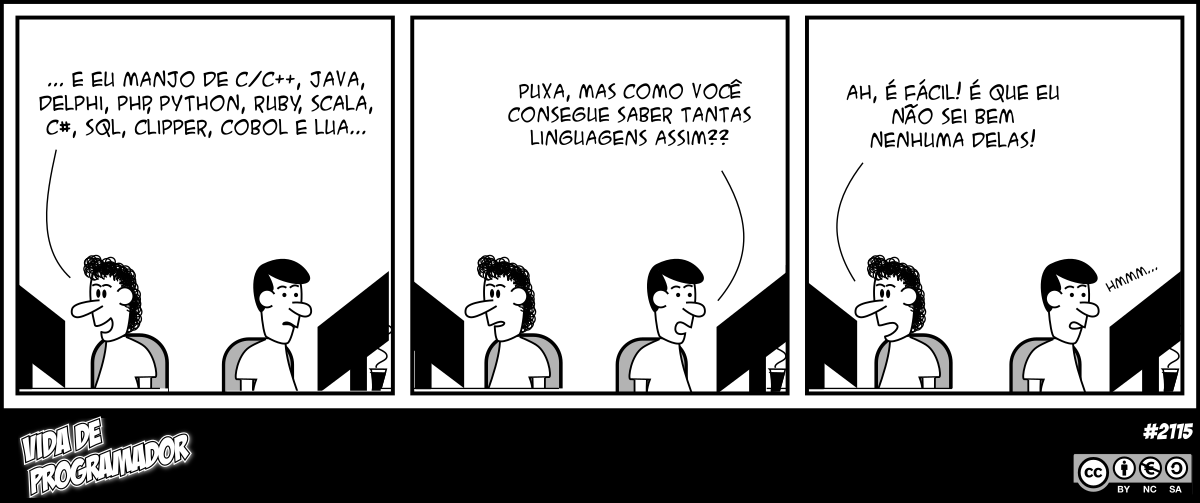 ... E EU MANJO DE C/C++, JAVA,
DELPHI, PHP, PYTHON, RUBY, SCALA,
C#, SQL, CLIPPER, COBOL E LUA...
PUXA, MAS COMO VOCÊ
CONSEGUE SABER TANTAS
LINGUAGENS ASSIM??
AH, É FÁCIL! É QUE EU
NÃO SEI BEM
NENHUMA DELAS!
HMMM...
VIDA DE
PROGRAMADOR
#2115
cc
BY NC SA